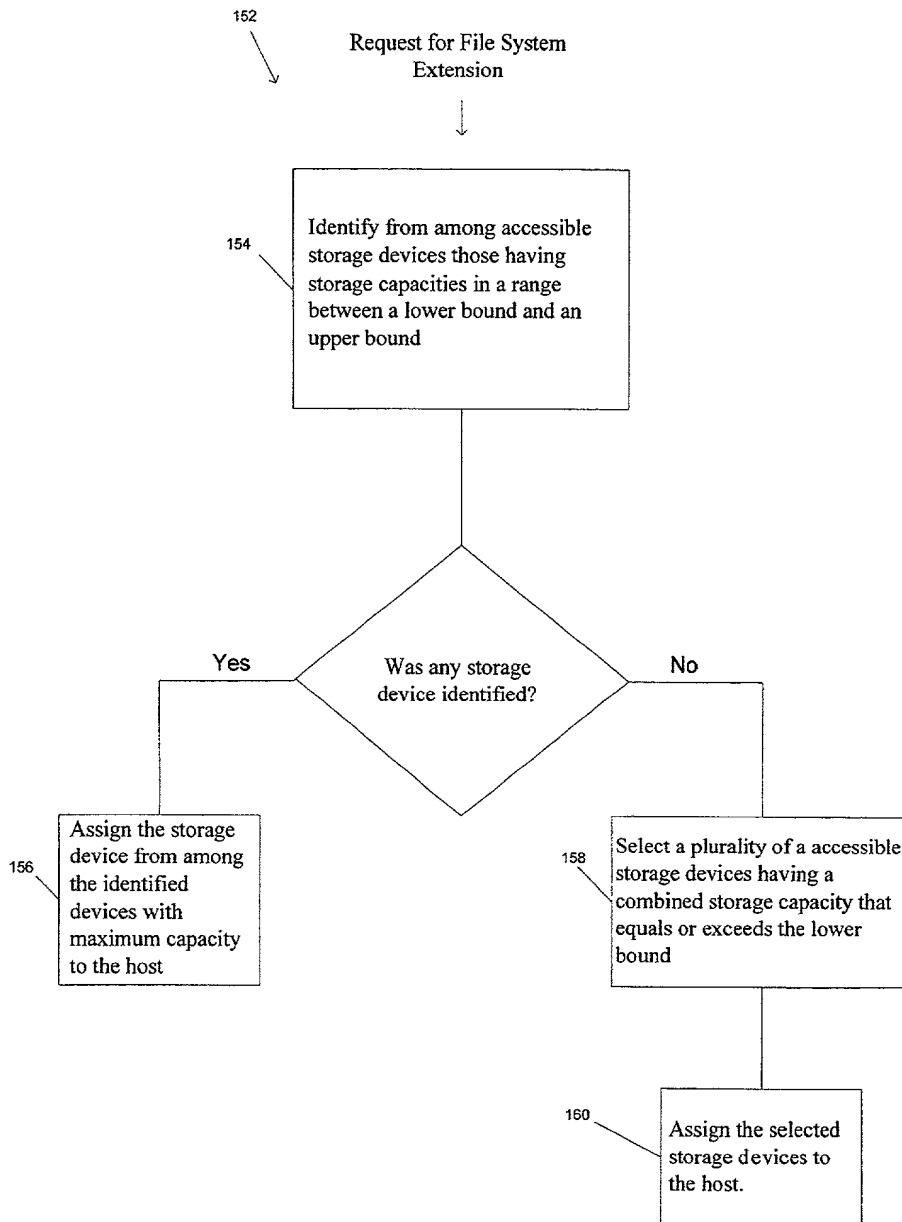 152
Request for File System
Extension
154
Identify from among accessible
storage devices those having
storage capacities in a range
between a lower bound and an
upper bound
Yes
Was any storage
device identified?
No
156
Assign the storage
device from among
the identified
devices with
maximum capacity
to the host
158
Select a plurality of a accessible
storage devices having a
combined storage capacity that
equals or exceeds the lower
bound
160
Assign the selected
storage devices to
the host.